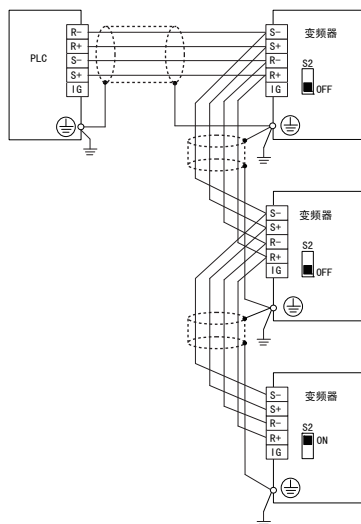 PLC
R-
R+
S-
S+
IG
S-
S+
R-
R+
IG
变频器
S2
OFF
S-
S+
R-
R+
IG
变频器
S2
OFF
S-
S+
R-
R+
IG
变频器
S2
ON